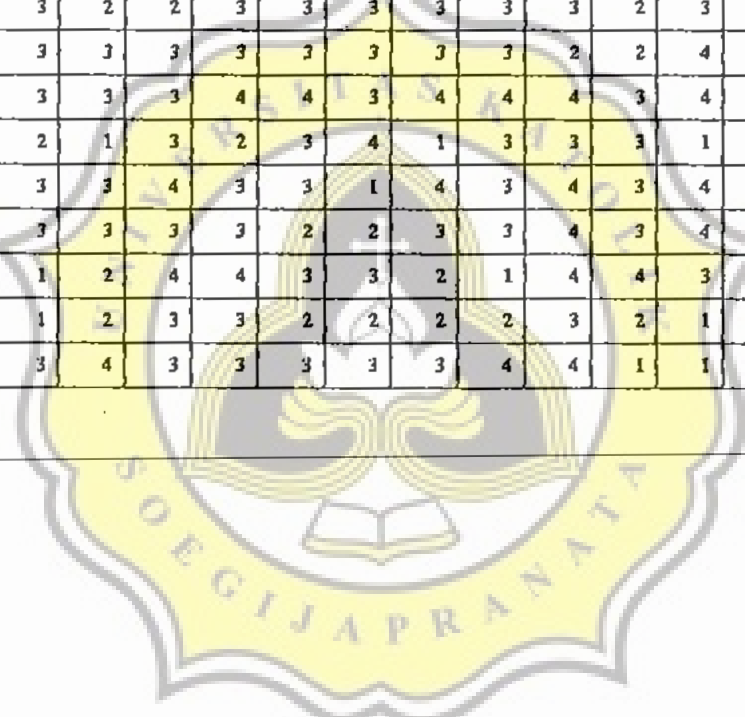 3 2 2 3 3 3 3 3 3 2 3
3 3 3 3 3 3 3 3 2 2 4
3 3 3 4 4 3 4 4 4 3 4
2 1 3 2 3 4 1 3 3 3 1
3 3 4 3 3 1 4 3 4 3 4
3 3 3 3 2 2 3 3 4 3 4
1 2 4 4 3 3 2 1 4 4 3
1 2 3 3 2 2 2 2 3 2 1
3 4 3 3 3 3 3 4 4 1 1
UNIVERSITAS KATOLIK
SOEGIJAPRANATA